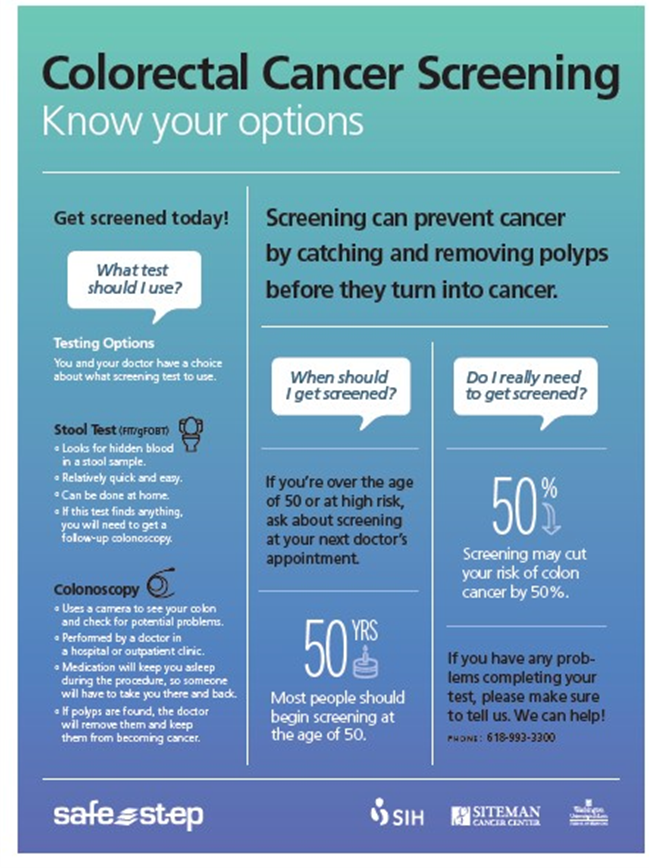 Colorectal Cancer Screening
Know your options
Get screened today!
What test
should I use?
Testing Options
You and your doctor have a choice
about what screening test to use.
Stool Test (FIT/gFOBT)
Looks for hidden blood
in a stool sample.
Relatively quick and easy.
Can be done at home.
If this test finds anything,
you will need to get a
follow-up colonoscopy.
Colonoscopy
Uses a camera to see your colon
and check for potential problems.
Performed by a doctor in
a hospital or outpatient clinic.
Medication will keep you asleep
during the procedure, so someone
will have to take you there and back.
If polyps are found, the doctor
will remove them and keep
them from becoming cancer.
Screening can prevent cancer
by catching and removing polyps
before they turn into cancer.
When should
I get screened?
If you're over the age
of 50 or at high risk,
ask about screening
at your next doctor's
appointment.
50 YRS
Most people should
begin screening at
the age of 50.
Do I really need
to get screened?
50%
Screening may cut
your risk of colon
cancer by 50%.
If you have any prob-
lems completing your
test, please make sure
to tell us. We can help!
PHONE: 618-993-3300
safe step
SIH
SITEMAN
CANCER CENTER
Washington